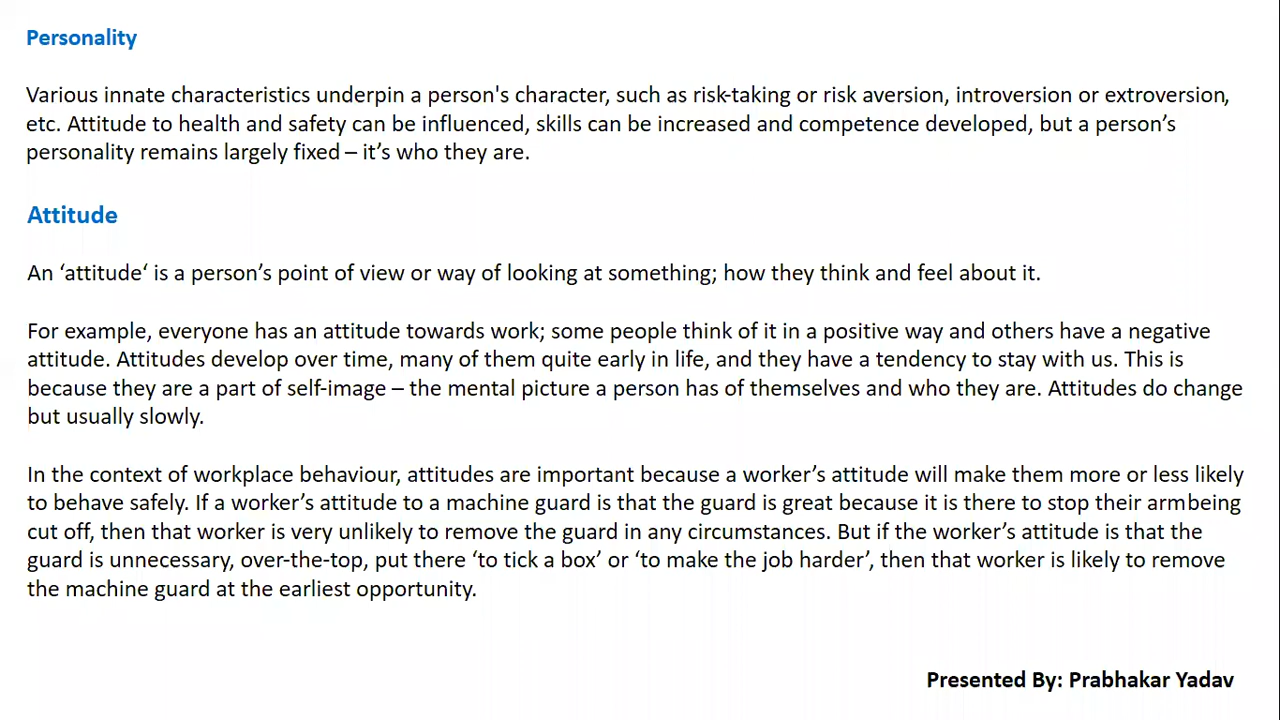 Personality
Various innate characteristics underpin a person's character, such as risk-taking or risk aversion, introversion or extroversion,
etc. Attitude to health and safety can be influenced, skills can be increased and competence developed, but a person’s
personality remains largely fixed – it’s who they are.
Attitude
An ‘attitude‘ is a person’s point of view or way of looking at something; how they think and feel about it.
For example, everyone has an attitude towards work; some people think of it in a positive way and others have a negative
attitude. Attitudes develop over time, many of them quite early in life, and they have a tendency to stay with us. This is
because they are a part of self-image – the mental picture a person has of themselves and who they are. Attitudes do change
but usually slowly.
In the context of workplace behaviour, attitudes are important because a worker’s attitude will make them more or less likely
to behave safely. If a worker’s attitude to a machine guard is that the guard is great because it is there to stop their armbeing
cut off, then that worker is very unlikely to remove the guard in any circumstances. But if the worker’s attitude is that the
guard is unnecessary, over-the-top, put there ‘to tick a box’ or ‘to make the job harder’, then that worker is likely to remove
the machine guard at the earliest opportunity.
Presented By: Prabhakar Yadav